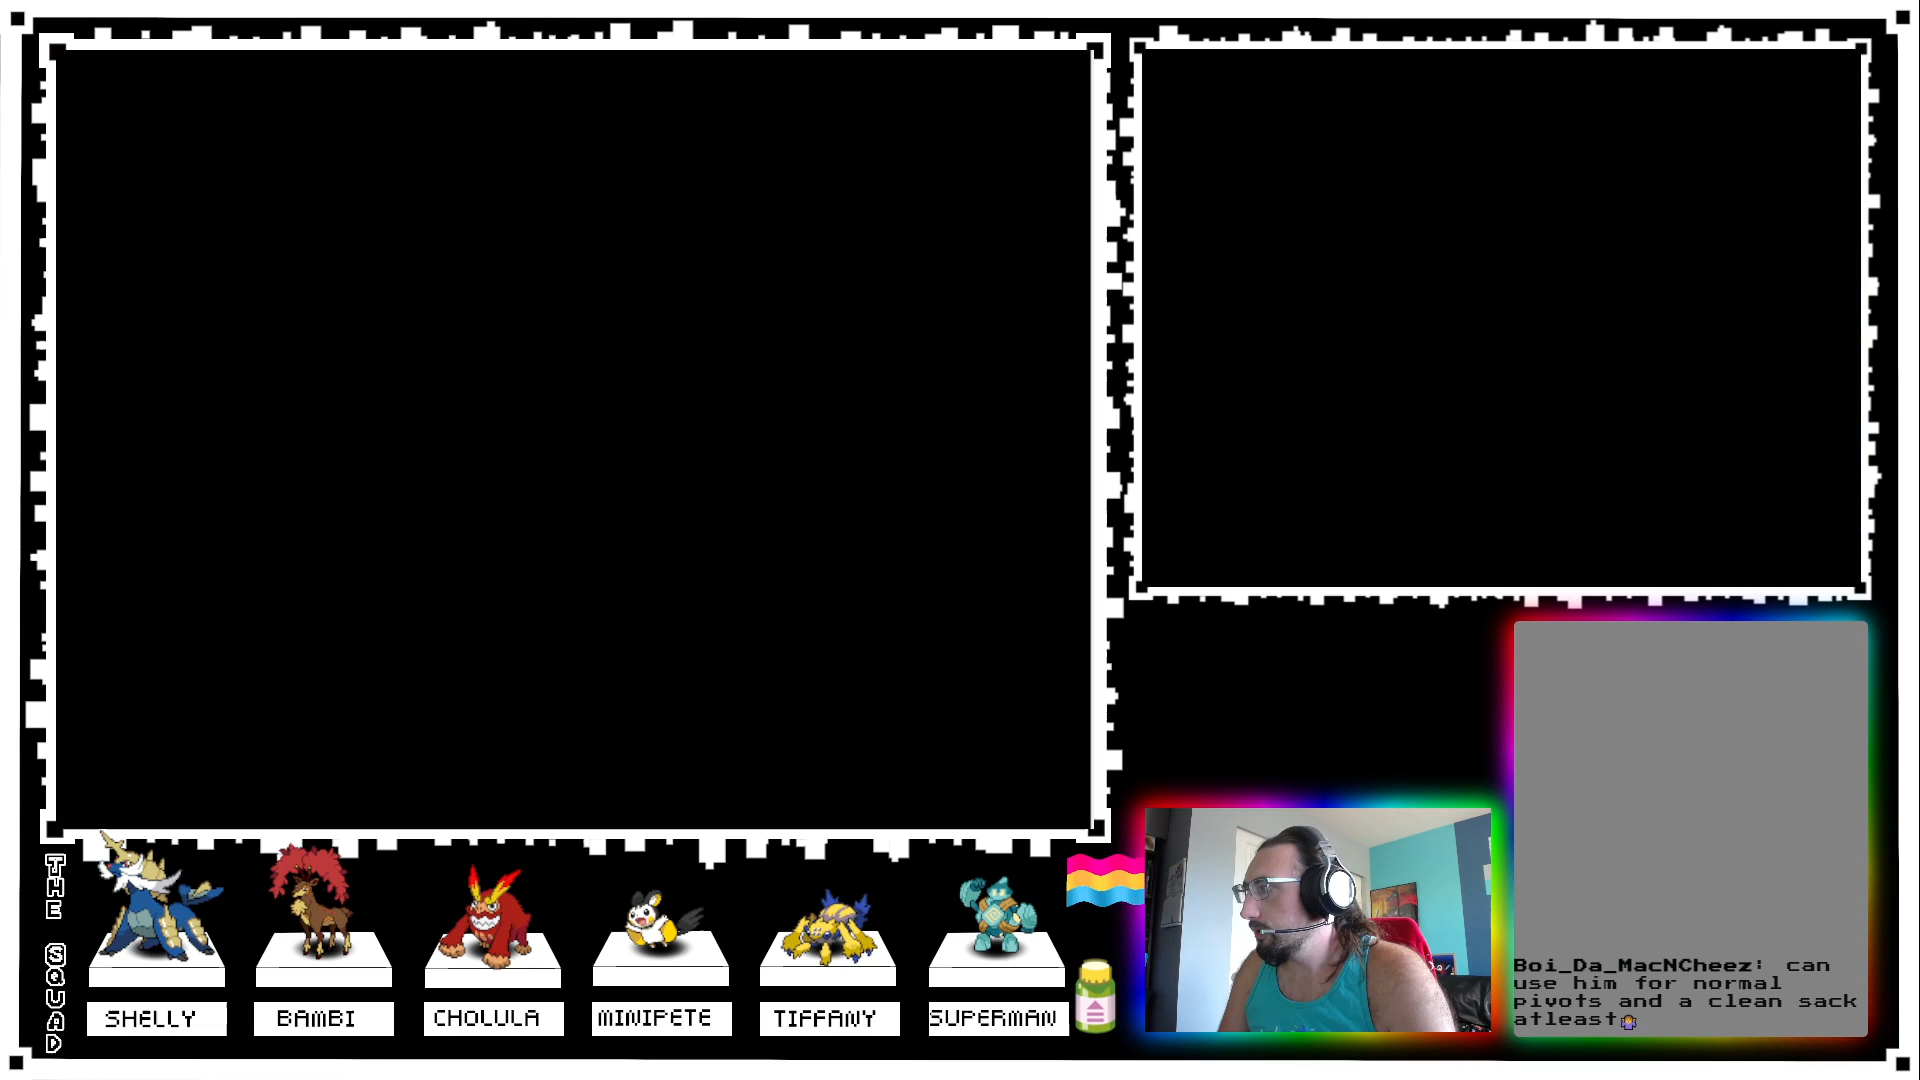 THE SQUAD
SHELLY
BAMBI
CHOLULA
MINIPETE
TIFFANY
SUPERMAN
Boi_Da_MacNCheez: can
use him for normal
pivots and a clean sack
atleast🤷